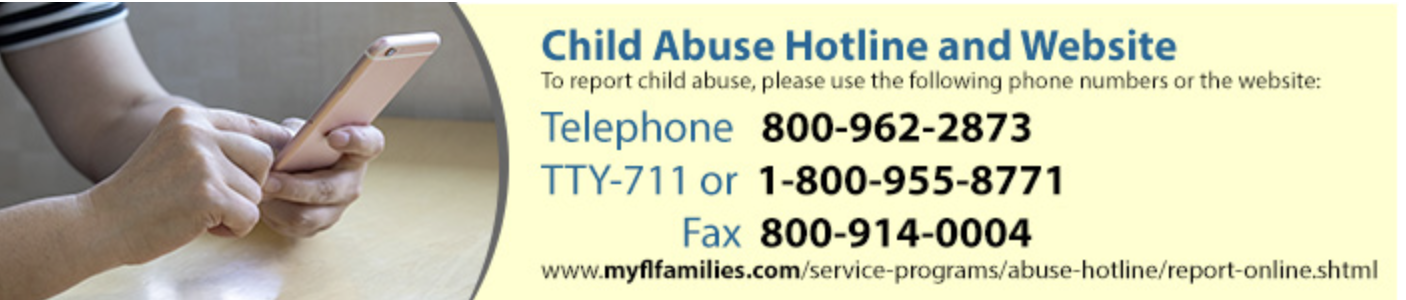 Child Abuse Hotline and Website
To report child abuse, please use the following phone numbers or the website:
Telephone 800-962-2873
TTY-711 or 1-800-955-8771
Fax 800-914-0004
www.myflfamilies.com/service-programs/abuse-hotline/report-online.shtml